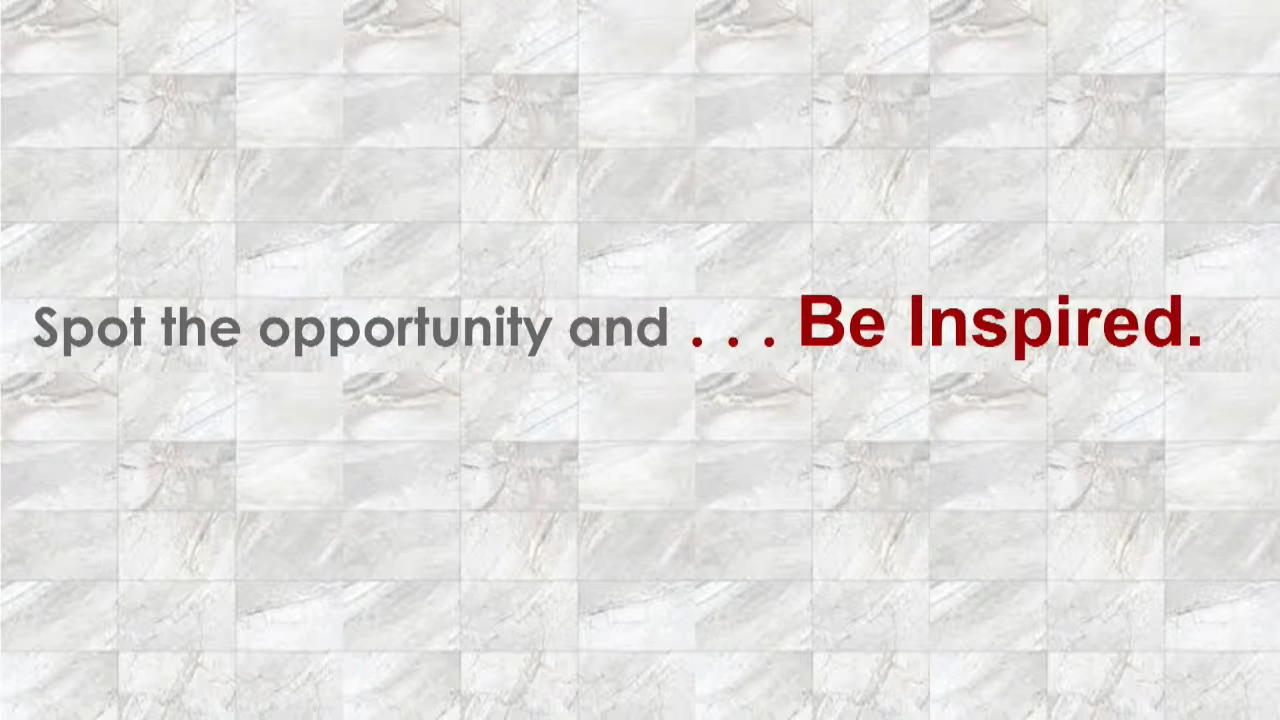 Spot the opportunity and . . . Be Inspired.